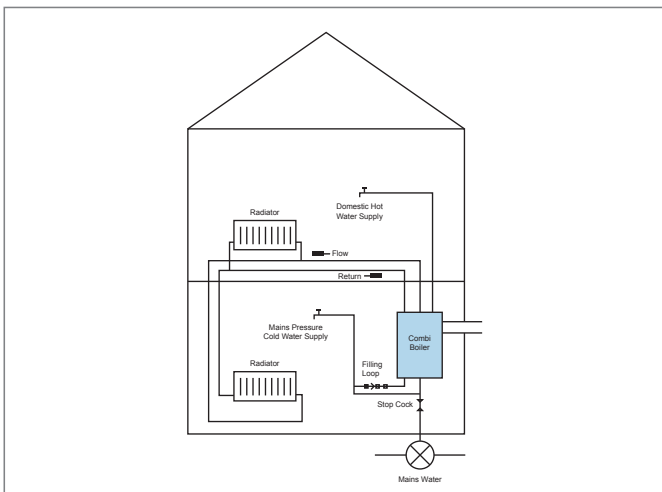 Domestic Hot
Water Supply
Radiator
Flow
Return
Mains Pressure
Cold Water Supply
Combi
Boiler
Filling
Loop
Radiator
Stop Cock
Mains Water